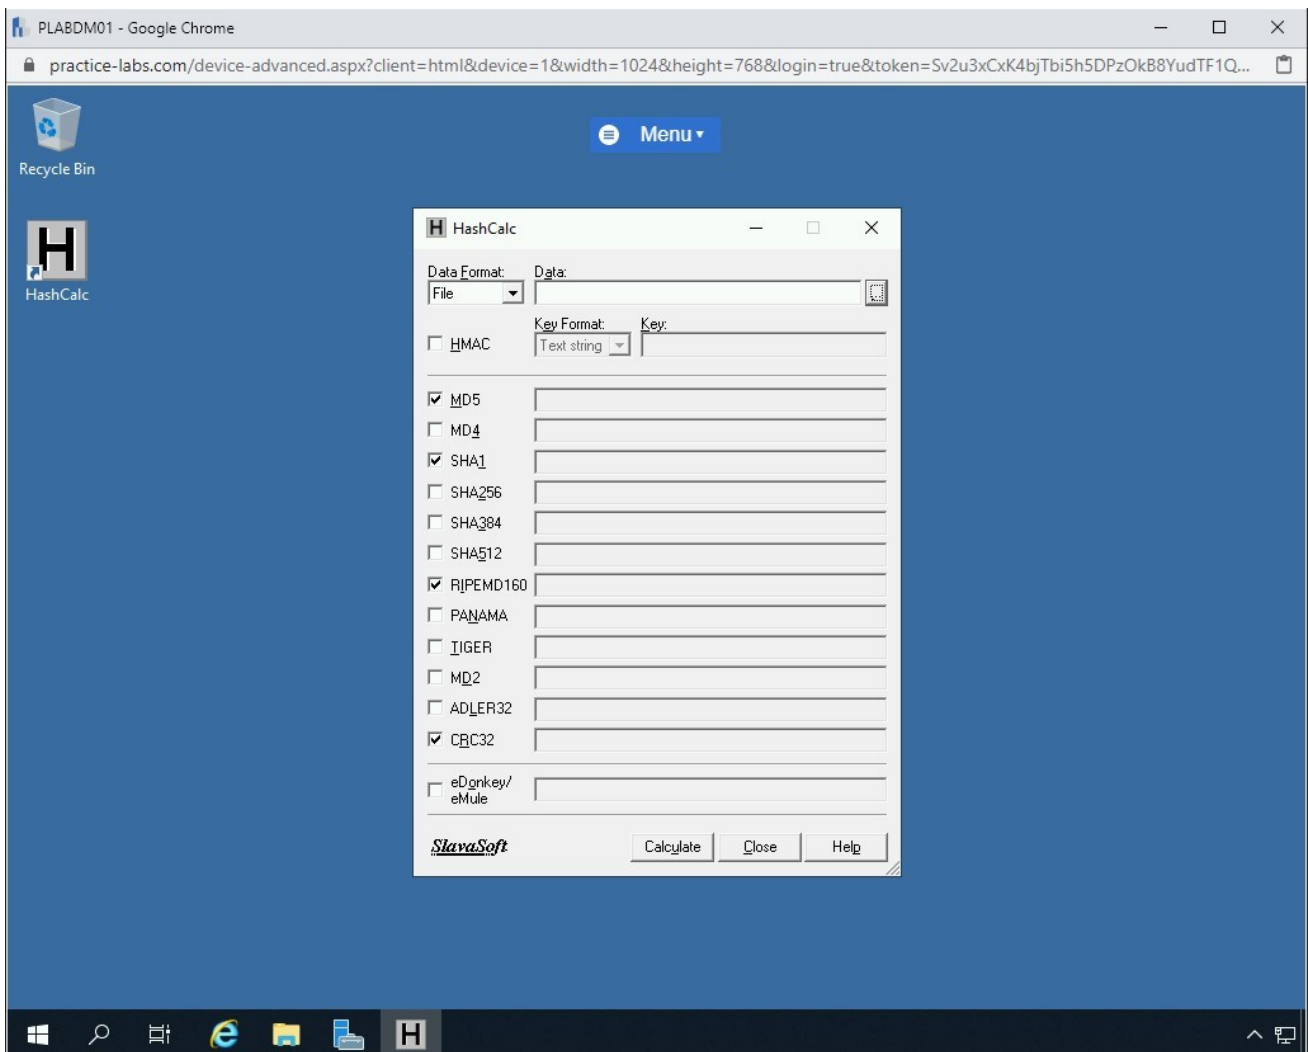 PLABDM01 - Google Chrome
practice-labs.com/device-advanced.aspx?client=html&device=1&width=1024&height=768&login=true&token=Sv2u3xCxK4bjTbi5h5DPzOkB8YudTF1Q...
Recycle Bin
Menu
H
HashCalc
H HashCalc
Data Format: Data:
File
Key Format: Key:
HMAC Text string
MD5
MD4
SHA1
SHA256
SHA384
SHA512
RIPEMD160
PANAMA
TIGER
MD2
ADLER32
CRC32
eDonkey/
eMule
SlavaSoft Calculate Close Help
H